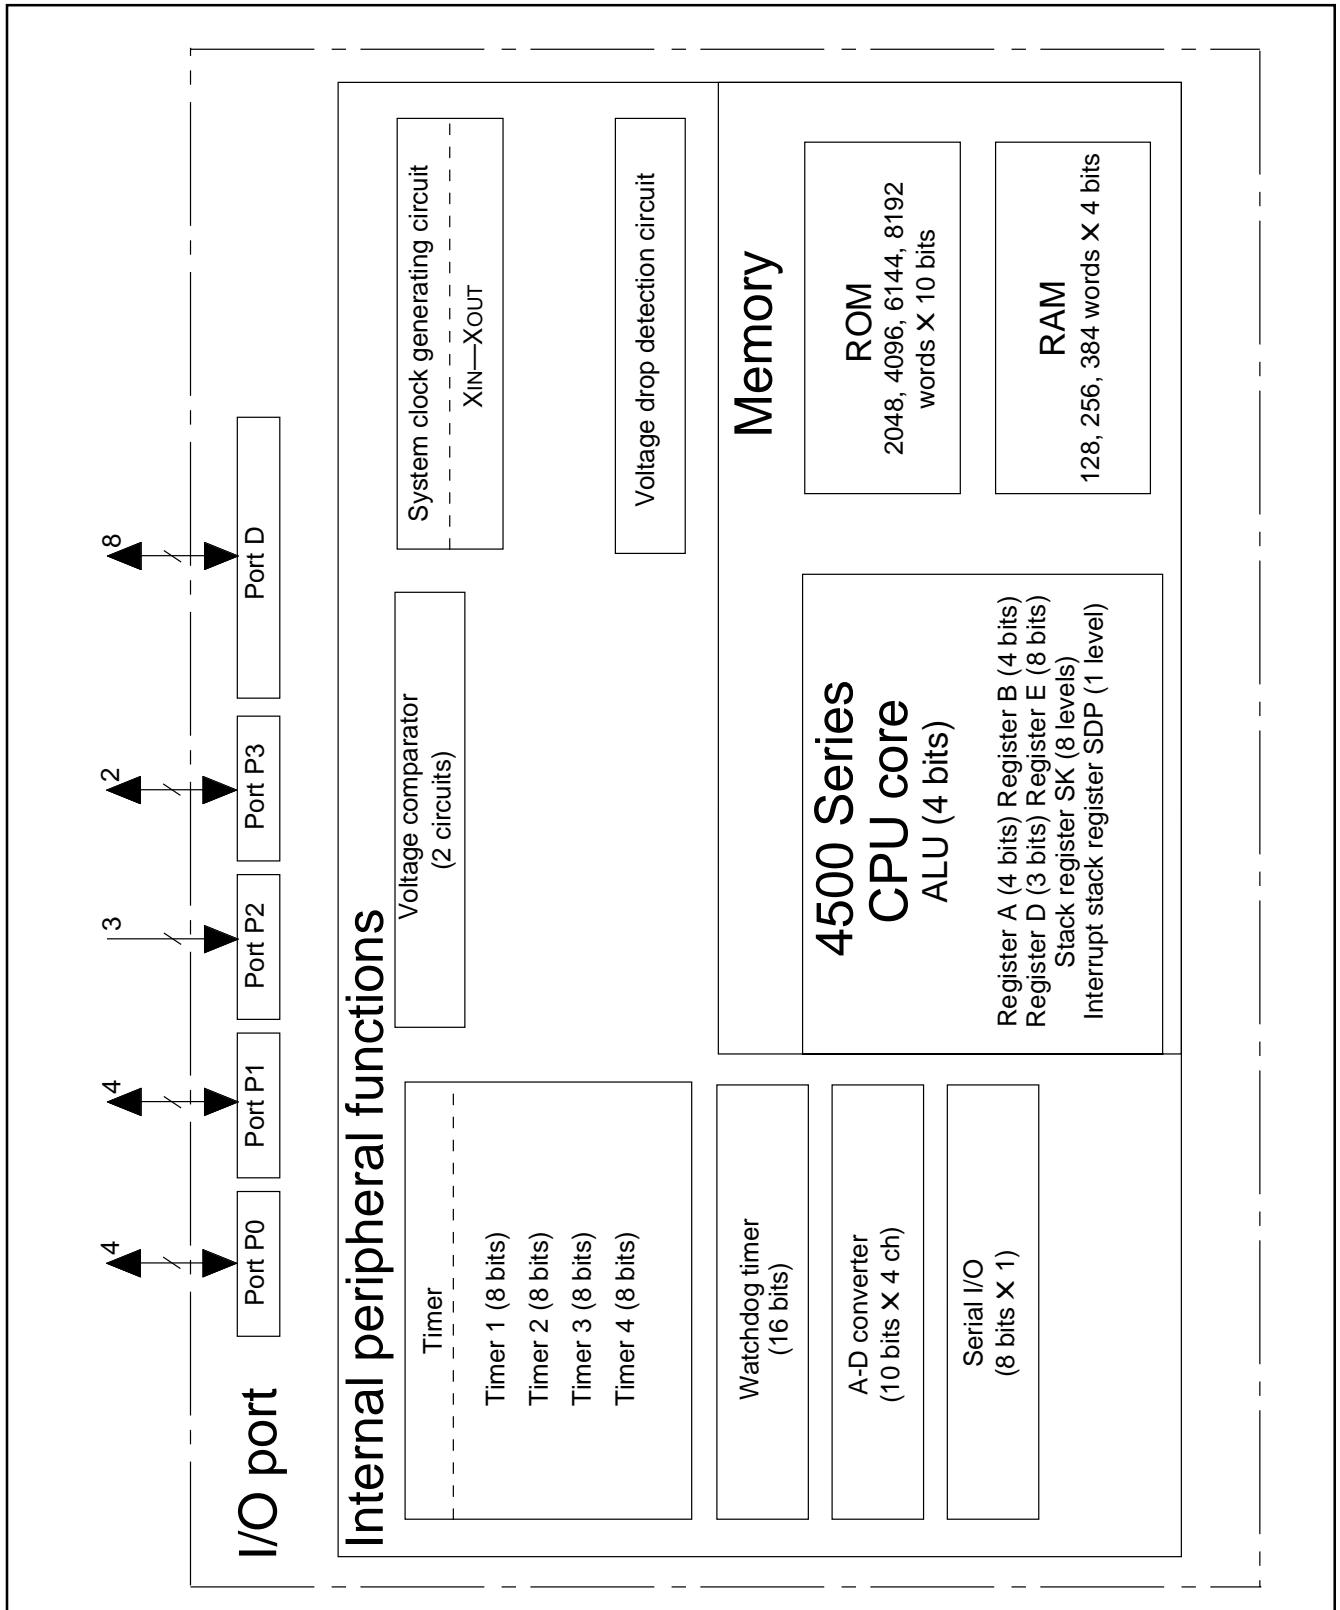 4
4
3
2
8
I/O port
Port P0
Port P1
Port P2
Port P3
Port D
Internal peripheral functions
Timer
Timer 1 (8 bits)
Timer 2 (8 bits)
Timer 3 (8 bits)
Timer 4 (8 bits)
Watchdog timer
(16 bits)
A-D converter
(10 bits × 4 ch)
Serial I/O
(8 bits × 1)
Voltage comparator
(2 circuits)
System clock generating circuit
XIN—XOUT
Voltage drop detection circuit
4500 Series
CPU core
ALU (4 bits)
Register A (4 bits) Register B (4 bits)
Register D (3 bits) Register E (8 bits)
Stack register SK (8 levels)
Interrupt stack register SDP (1 level)
Memory
ROM
2048, 4096, 6144, 8192
words × 10 bits
RAM
128, 256, 384 words × 4 bits